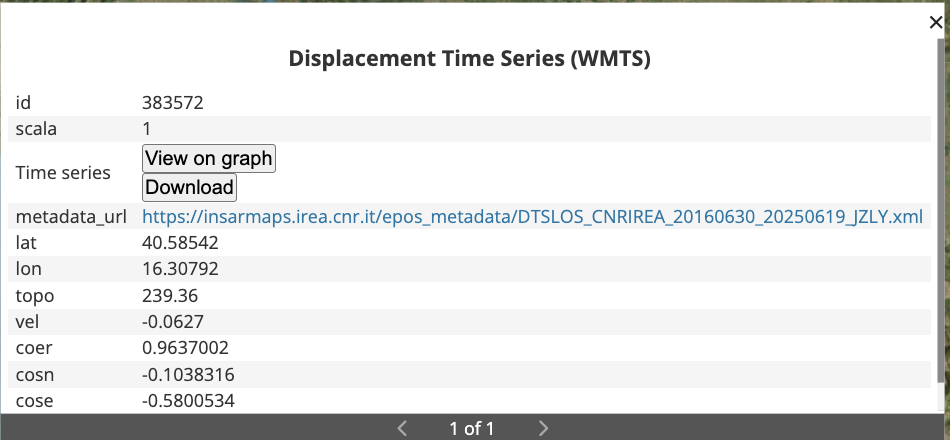 ×
Displacement Time Series (WMTS)
id 383572
scala 1
Time series View on graph
Download
metadata_url https://insarmaps.irea.cnr.it/epos_metadata/DTSLOS_CNRIREA_20160630_20250619_JZLY.xml
lat 40.58542
lon 16.30792
topo 239.36
vel -0.0627
coer 0.9637002
cosn -0.1038316
cose -0.5800534
1 of 1